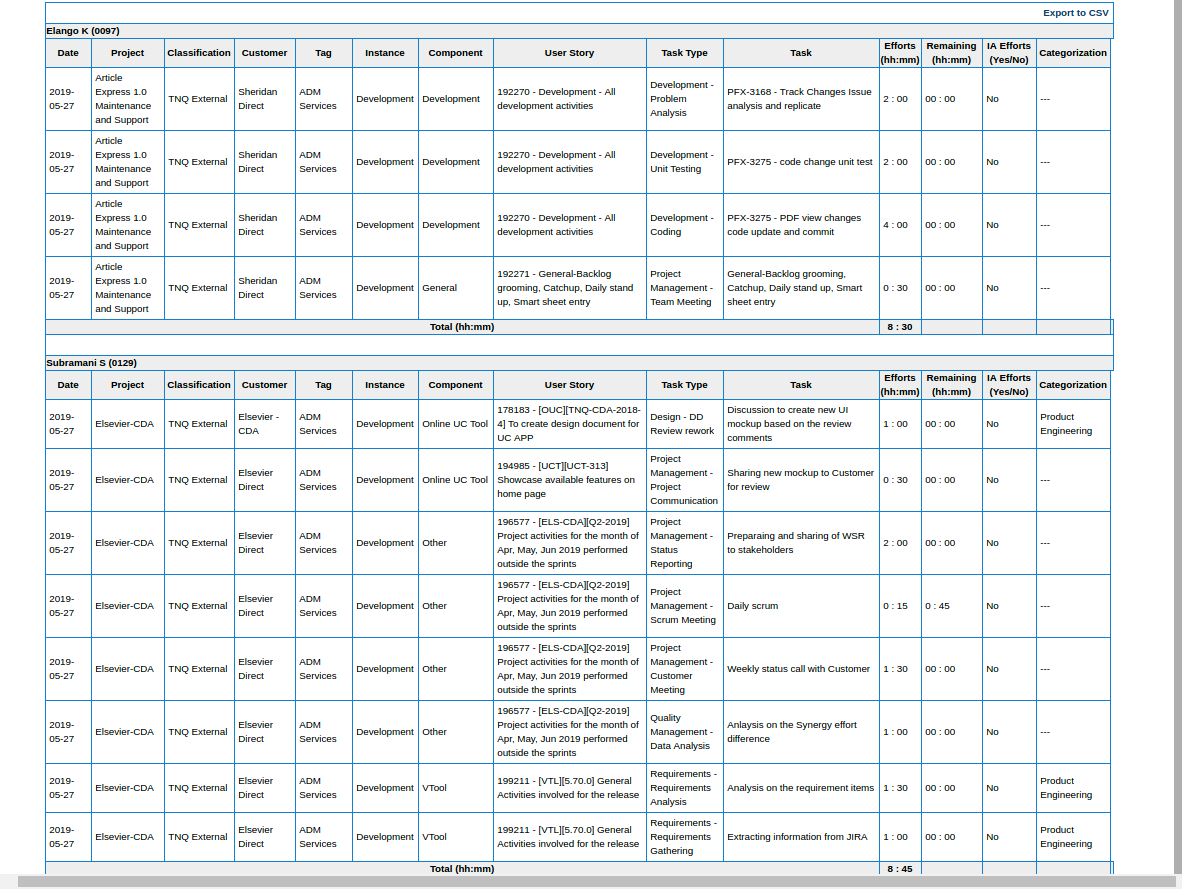 Export to CSV
Elango K (0097)
Date Project Classification Customer Tag Instance Component User Story Task Type Task Efforts (hh:mm) Remaining (hh:mm) IA Efforts (Yes/No) Categorization
2019-05-27 Article Express 1.0 Maintenance and Support TNQ External Sheridan Direct ADM Services Development Development 192270 - Development - All development activities Development - Problem Analysis PFX-3168 - Track Changes Issue analysis and replicate 2 : 00 00 : 00 No ---
2019-05-27 Article Express 1.0 Maintenance and Support TNQ External Sheridan Direct ADM Services Development Development 192270 - Development - All development activities Development - Unit Testing PFX-3275 - code change unit test 2 : 00 00 : 00 No ---
2019-05-27 Article Express 1.0 Maintenance and Support TNQ External Sheridan Direct ADM Services Development Development 192270 - Development - All development activities Development - Coding PFX-3275 - PDF view changes code update and commit 4 : 00 00 : 00 No ---
2019-05-27 Article Express 1.0 Maintenance and Support TNQ External Sheridan Direct ADM Services Development General 192271 - General-Backlog grooming, Catchup, Daily stand up, Smart sheet entry Project Management - Team Meeting General-Backlog grooming, Catchup, Daily stand up, Smart sheet entry 0 : 30 00 : 00 No ---
Total (hh:mm) 8 : 30
Subramani S (0129)
Date Project Classification Customer Tag Instance Component User Story Task Type Task Efforts (hh:mm) Remaining (hh:mm) IA Efforts (Yes/No) Categorization
2019-05-27 Elsevier-CDA TNQ External Elsevier - CDA ADM Services Development Online UC Tool 178183 - [OUC][TNQ-CDA-2018-4] To create design document for UC APP Design - DD Review rework Discussion to create new UI mockup based on the review comments 1 : 00 00 : 00 No Product Engineering
2019-05-27 Elsevier-CDA TNQ External Elsevier Direct ADM Services Development Online UC Tool 194985 - [UCT][UCT-313] Showcase available features on home page Project Management - Project Communication Sharing new mockup to Customer for review 0 : 30 00 : 00 No ---
2019-05-27 Elsevier-CDA TNQ External Elsevier Direct ADM Services Development Other 196577 - [ELS-CDA][Q2-2019] Project activities for the month of Apr, May, Jun 2019 performed outside the sprints Project Management - Status Reporting Preparaing and sharing of WSR to stakeholders 2 : 00 00 : 00 No ---
2019-05-27 Elsevier-CDA TNQ External Elsevier Direct ADM Services Development Other 196577 - [ELS-CDA][Q2-2019] Project activities for the month of Apr, May, Jun 2019 performed outside the sprints Project Management - Scrum Meeting Daily scrum 0 : 15 0 : 45 No ---
2019-05-27 Elsevier-CDA TNQ External Elsevier Direct ADM Services Development Other 196577 - [ELS-CDA][Q2-2019] Project activities for the month of Apr, May, Jun 2019 performed outside the sprints Project Management - Customer Meeting Weekly status call with Customer 1 : 30 00 : 00 No ---
2019-05-27 Elsevier-CDA TNQ External Elsevier Direct ADM Services Development Other 196577 - [ELS-CDA][Q2-2019] Project activities for the month of Apr, May, Jun 2019 performed outside the sprints Quality Management - Data Analysis Anlaysis on the Synergy effort difference 1 : 00 00 : 00 No ---
2019-05-27 Elsevier-CDA TNQ External Elsevier Direct ADM Services Development VTool 199211 - [VTL][5.70.0] General Activities involved for the release Requirements - Requirements Analysis Analysis on the requirement items 1 : 30 00 : 00 No Product Engineering
2019-05-27 Elsevier-CDA TNQ External Elsevier Direct ADM Services Development VTool 199211 - [VTL][5.70.0] General Activities involved for the release Requirements - Requirements Gathering Extracting information from JIRA 1 : 00 00 : 00 No Product Engineering
Total (hh:mm) 8 : 45